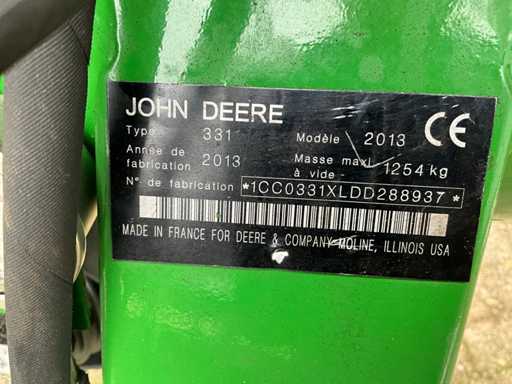 JOHN DEERE
Type 331 Modèle 2013 CE
Année de fabrication 2013 Masse maxi à vide - 1254 kg
N° de fabrication *1CC0331XLDD288937*
MADE IN FRANCE FOR DEERE & COMPANY MOLINE, ILLINOIS USA